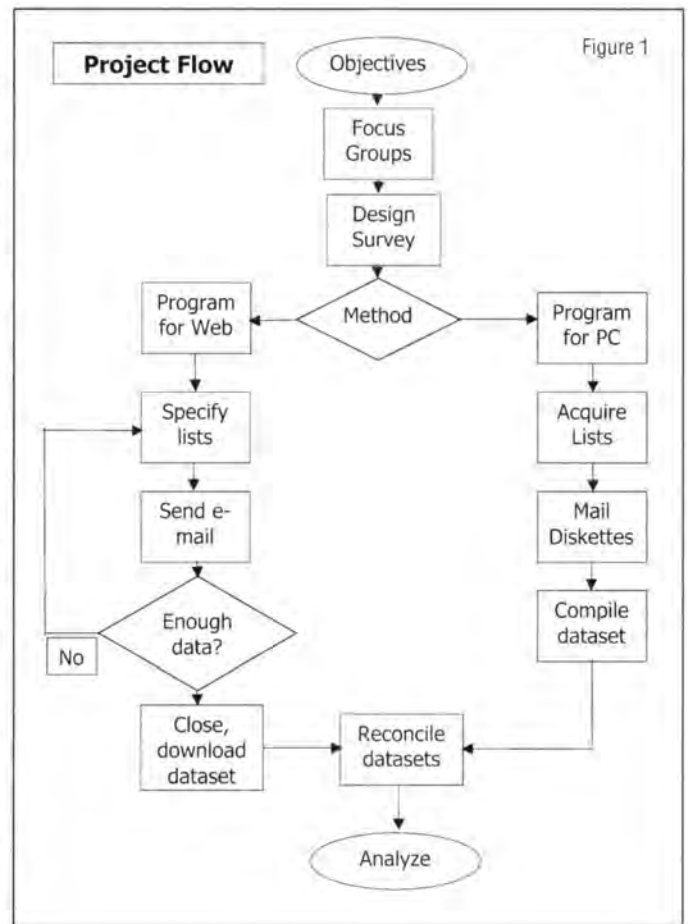 Figure 1
Project Flow
Objectives
Focus
Groups
Design
Survey
Method
Program
for Web
Program
for PC
Specify
lists
Acquire
Lists
Send e-
mail
Mail
Diskettes
Enough
data?
No
Compile
dataset
Close,
download
dataset
Reconcile
datasets
Analyze